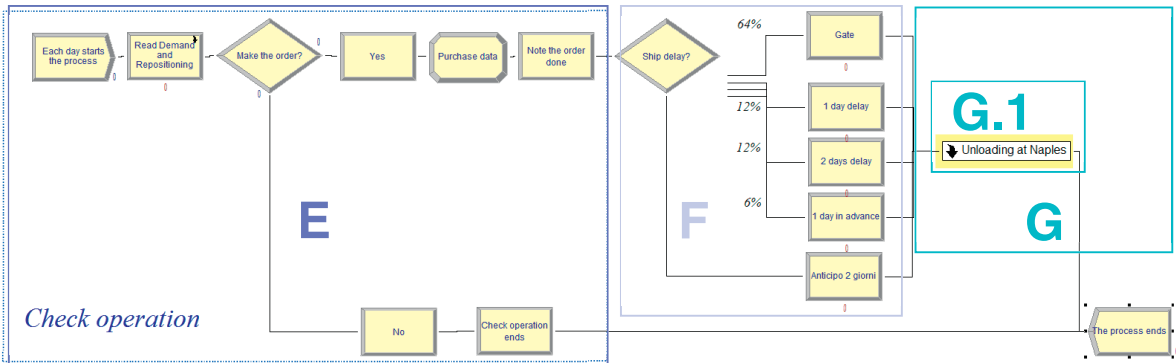 Each day starts
the process
Read Demand
and
Repositioning
Make the order?
Yes
Purchase data
Note the order
done
Ship delay?
64%
Gate
12%
1 day delay
12%
2 days delay
6%
1 day in advance
Anticipo 2 giorni
G.1
Unloading at Naples
E
F
G
Check operation
No
Check operation
ends
The process ends